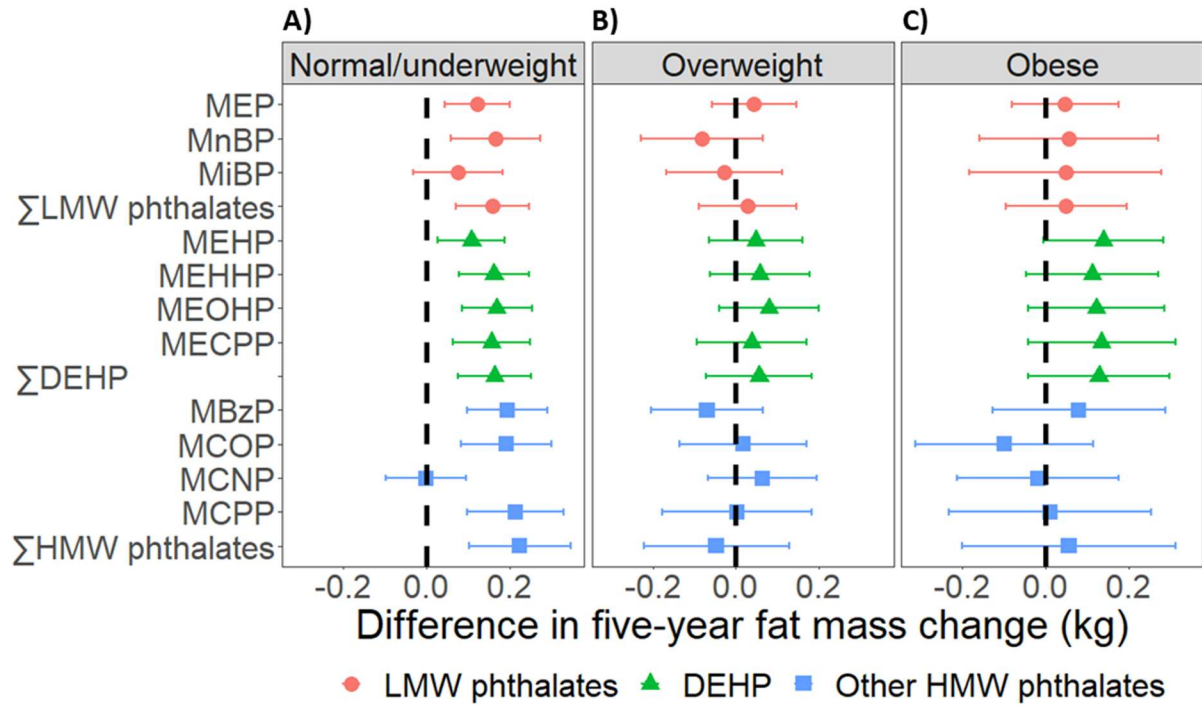 A) B) C)
Normal/underweight Overweight Obese
MEP
MnBP
MiBP
∑LMW phthalates
MEHP
MEHHP
MEOHP
MECPP
∑DEHP
MBzP
MCOP
MCNP
MCPP
∑HMW phthalates
-0.2 0.0 0.2 -0.2 0.0 0.2 -0.2 0.0 0.2
Difference in five-year fat mass change (kg)
LMW phthalates DEHP Other HMW phthalates